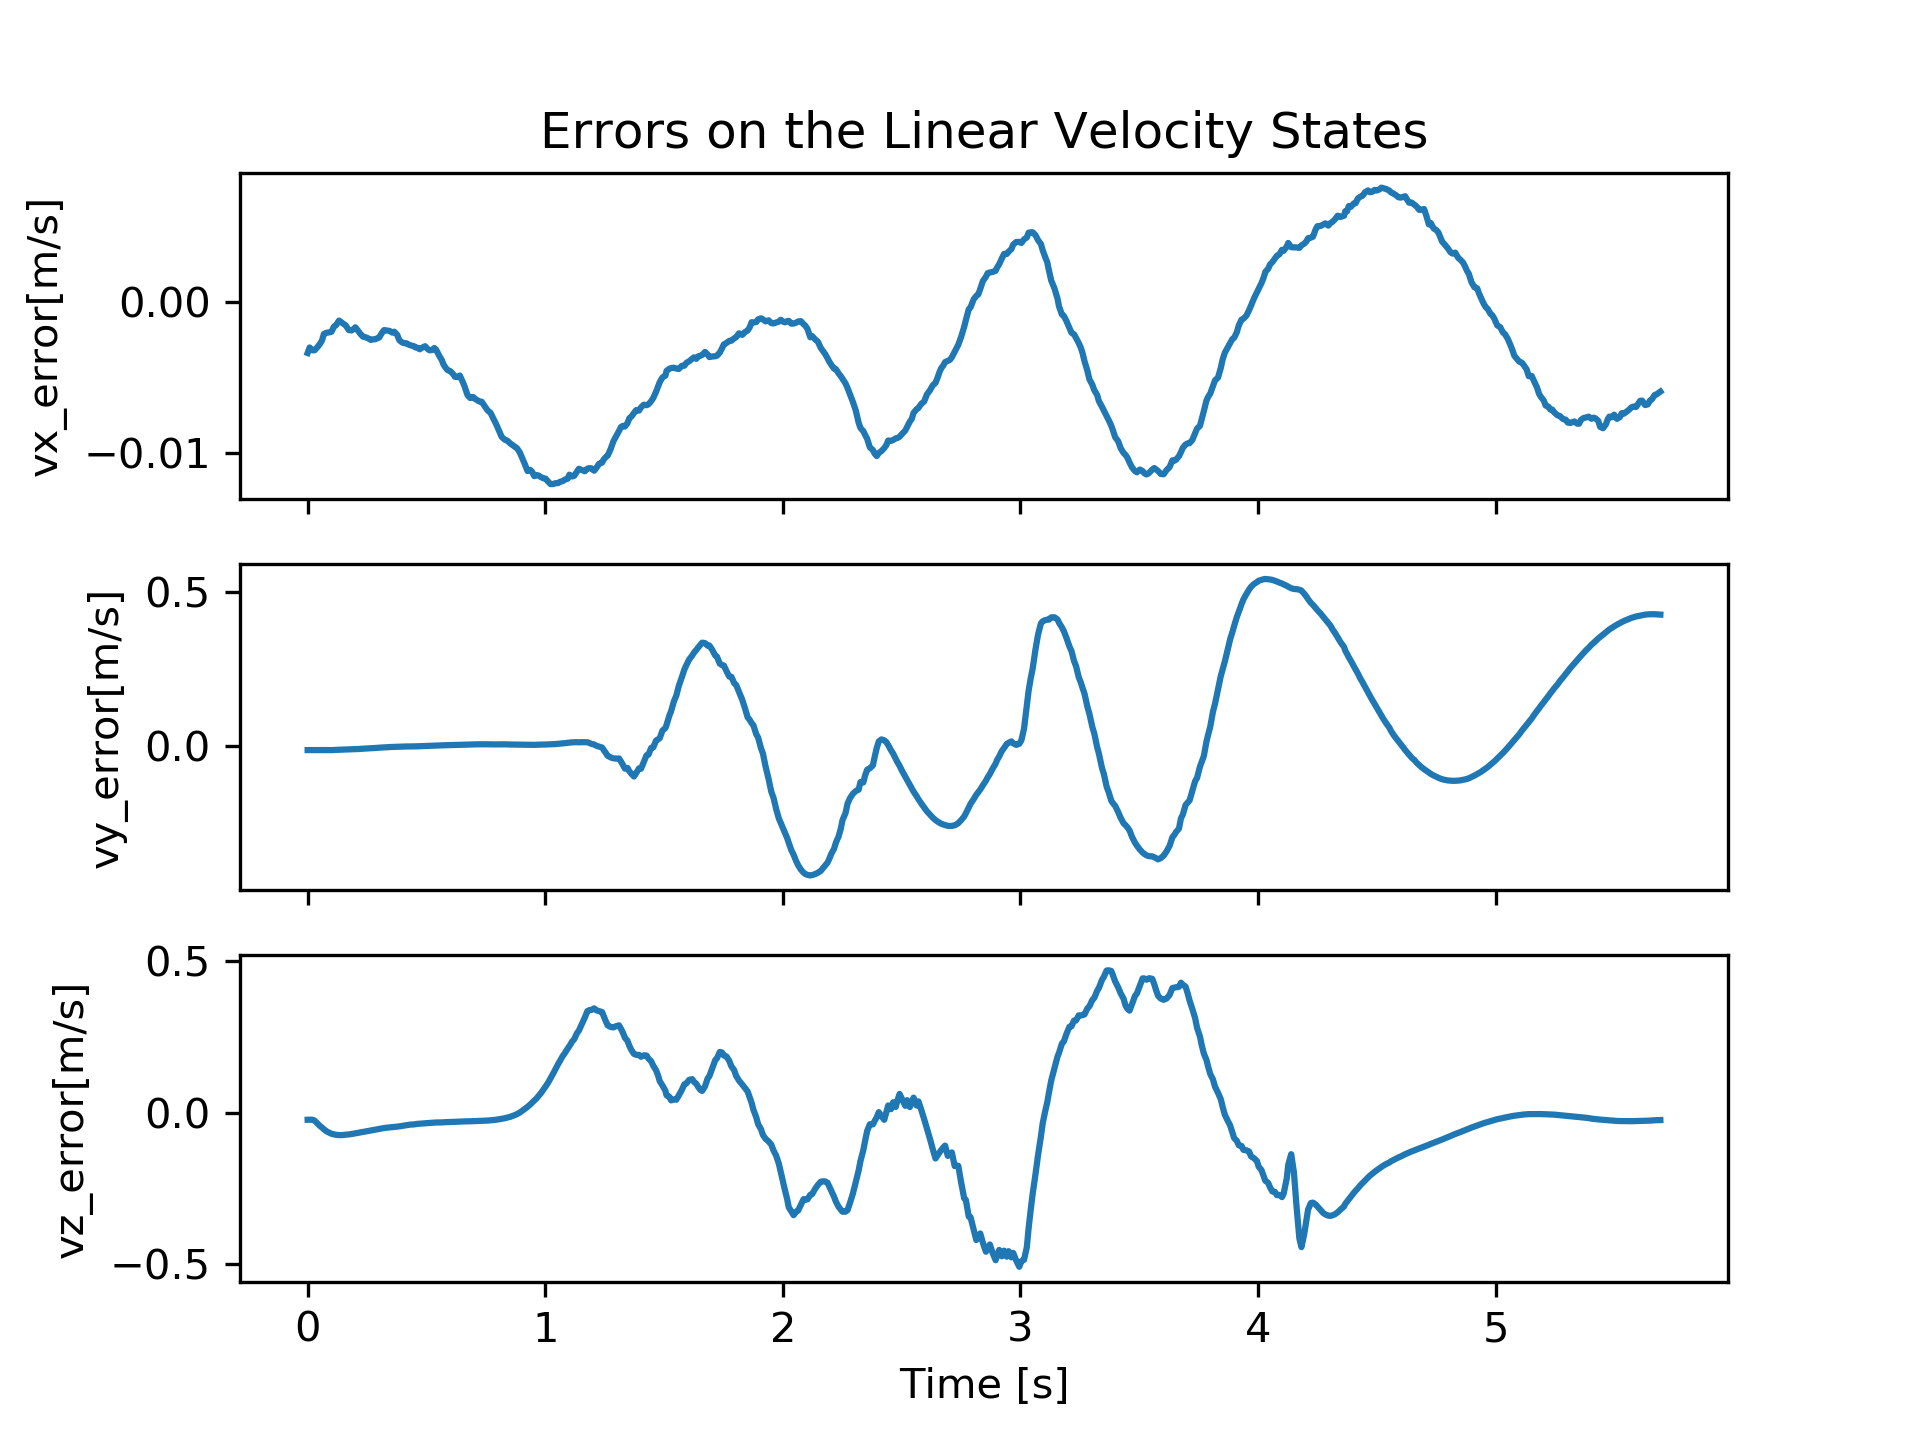 Errors on the Linear Velocity States
vx_error[m/s]
0.00
−0.01
vy_error[m/s]
0.5
0.0
vz_error[m/s]
0.5
0.0
−0.5
0 1 2 3 4 5
Time [s]